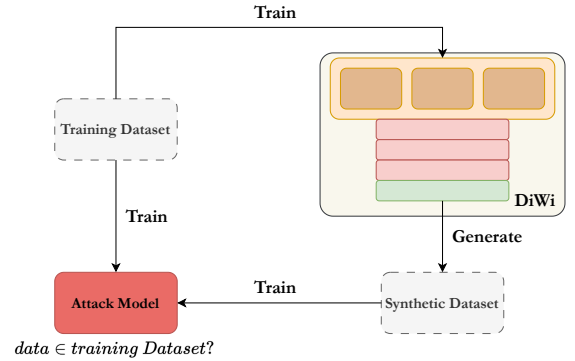 Train
Training Dataset
DiWi
Train
Generate
Train
Attack Model
Synthetic Dataset
data ∈ training Dataset?